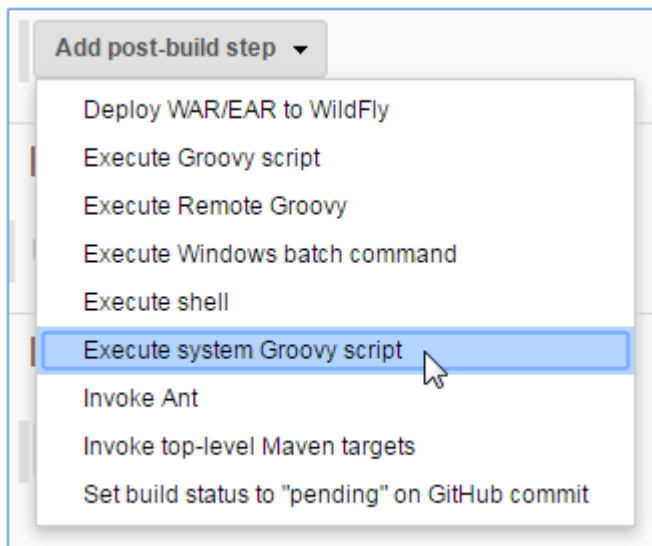 Add post-build step
Deploy WAR/EAR to WildFly
Execute Groovy script
Execute Remote Groovy
Execute Windows batch command
Execute shell
Execute system Groovy script
Invoke Ant
Invoke top-level Maven targets
Set build status to "pending" on GitHub commit